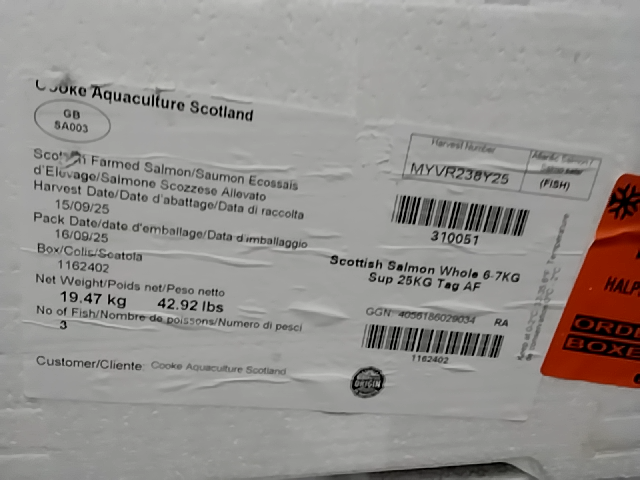 Cooke Aquaculture Scotland
GB
SA003
Scottish Farmed Salmon/Saumon Ecossais
d'Elevage/Salmone Scozzese Allevato
Harvest Date/Date d'abattage/Data di raccolta
15/09/25
Pack Date/date d'emballage/Data d imballaggio
16/09/25
Box/Colis/Scatola
1162402
Net Weight/Poids net/Peso netto
19.47 kg 42.92 lbs
No of Fish/Nombre de poissons/Numero di pesci
3
Customer/Cliente: Cooke Aquaculture Scotland
Harvest Number
MYVR238Y25
Atlantic Salmon /
(FISH)
310051
Scottish Salmon Whole 6-7KG
Sup 25KG Tag AF
GGN: 4056186029034 RA
1162402
ORIGIN
HALF
ORDE
BOXE